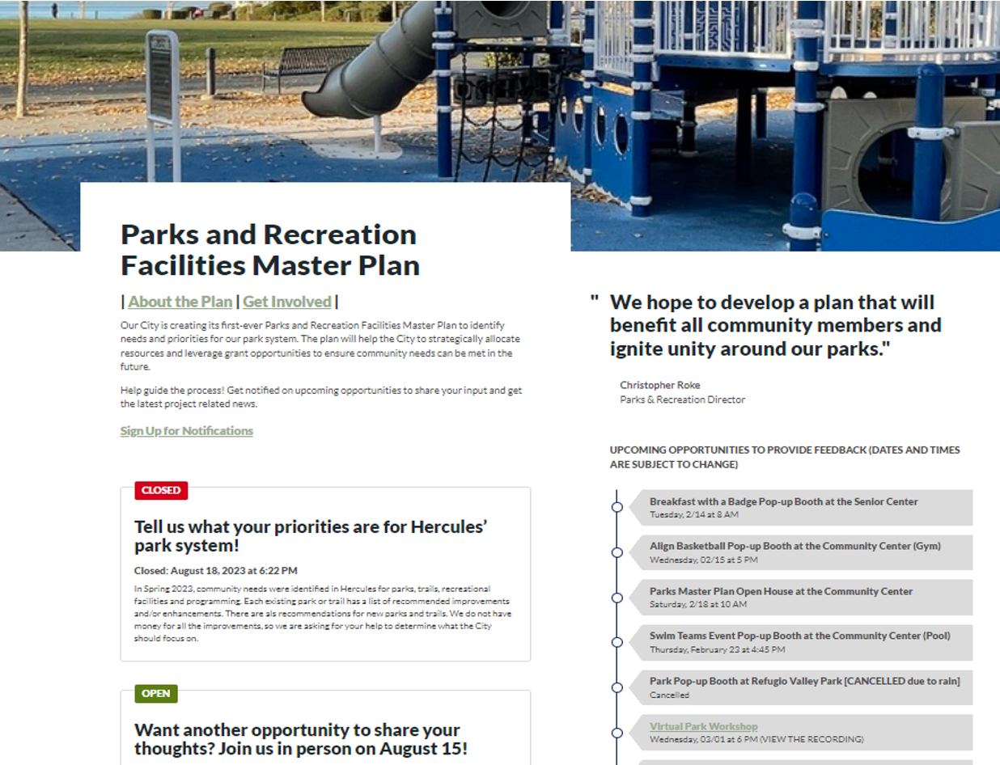 Parks and Recreation
Facilities Master Plan
| About the Plan | Get Involved |
Our City is creating its first-ever Parks and Recreation Facilities Master Plan to identify
needs and priorities for our park system. The plan will help the City to strategically allocate
resources and leverage grant opportunities to ensure community needs can be met in the
future.
Help guide the process! Get notified on upcoming opportunities to share your input and get
the latest project related news.
Sign Up for Notifications
CLOSED
Tell us what your priorities are for Hercules’
park system!
Closed: August 18, 2023 at 6:22 PM
In Spring 2023, community needs were identified in Hercules for parks, trails, recreational
facilities and programming. Each existing park or trail has a list of recommended improvements
and/or enhancements. There are als recommendations for new parks and trails. We do not have
money for all the improvements, so we are asking for your help to determine what the City
should focus on.
OPEN
Want another opportunity to share your
thoughts? Join us in person on August 15!
" We hope to develop a plan that will
benefit all community members and
ignite unity around our parks."
Christopher Roke
Parks & Recreation Director
UPCOMING OPPORTUNITIES TO PROVIDE FEEDBACK (DATES AND TIMES
ARE SUBJECT TO CHANGE)
Breakfast with a Badge Pop-up Booth at the Senior Center
Tuesday, 2/14 at 8 AM
Align Basketball Pop-up Booth at the Community Center (Gym)
Wednesday, 02/15 at 5 PM
Parks Master Plan Open House at the Community Center
Saturday, 2/18 at 10 AM
Swim Teams Event Pop-up Booth at the Community Center (Pool)
Thursday, February 23 at 4:45 PM
Park Pop-up Booth at Refugio Valley Park [CANCELLED due to rain]
Cancelled
Virtual Park Workshop
Wednesday, 03/01 at 6 PM (VIEW THE RECORDING)